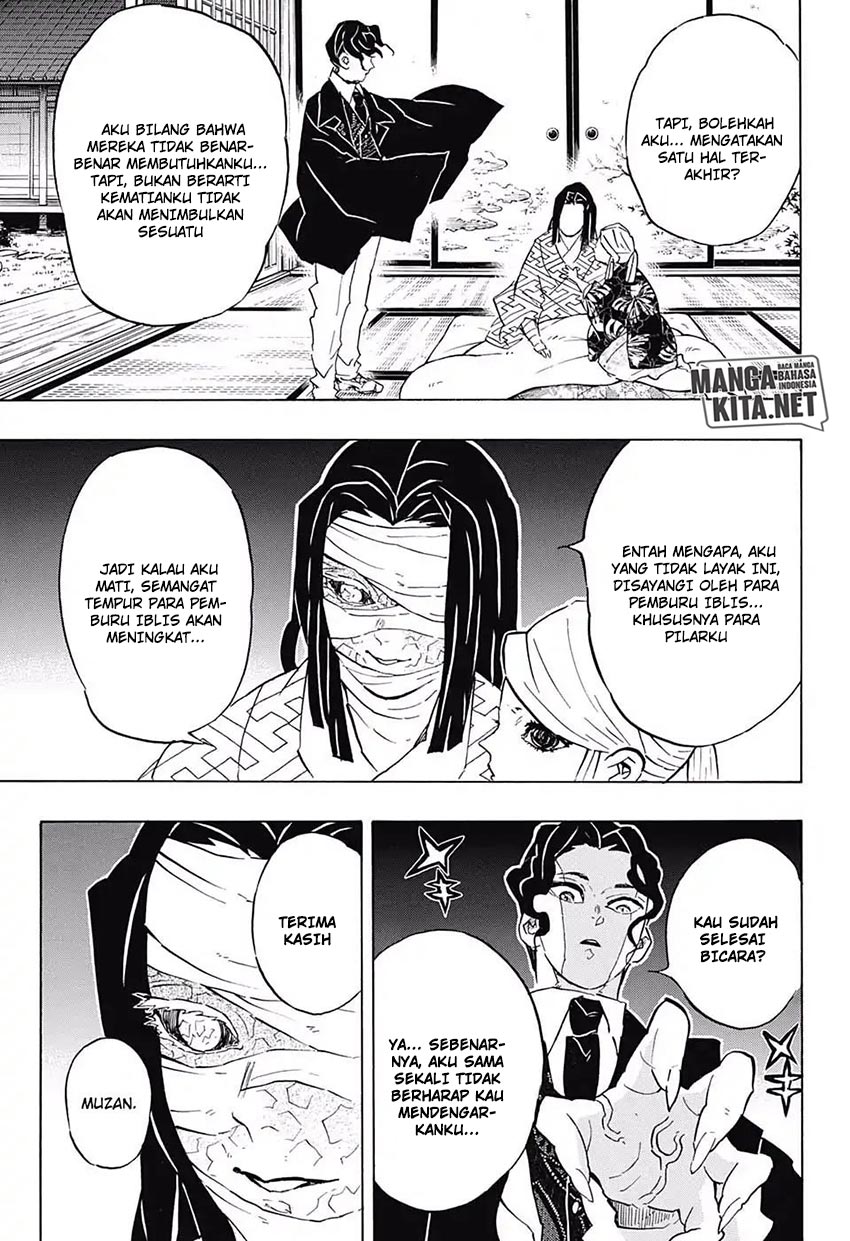 TAPI, BOLEHKAH
AKU... MENGATAKAN
SATU HAL TER-
AKHIR?
AKU BILANG BAHWA
MEREKA TIDAK BENAR-
BENAR MEMBUTUHKANKU...
TAPI, BUKAN BERARTI
KEMATIANKU TIDAK
AKAN MENIMBULKAN
SESUATU
MANGA
KITA.NET
BACA MANGA
BAHASA
INDONESIA
ENTAH MENGAPA, AKU
YANG TIDAK LAYAK INI,
DISAYANGI OLEH PARA
PEMBURU IBLIS...
KHUSUSNYA PARA
PILARKU
JADI KALAU AKU
MATI, SEMANGAT
TEMPUR PARA PEM-
BURU IBLIS AKAN
MENINGKAT...
KAU SUDAH
SELESAI
BICARA?
YA... SEBENAR-
NYA, AKU SAMA
SEKALI TIDAK
BERHARAP KAU
MENDENGAR-
KANKU...
TERIMA
KASIH
MUZAN.